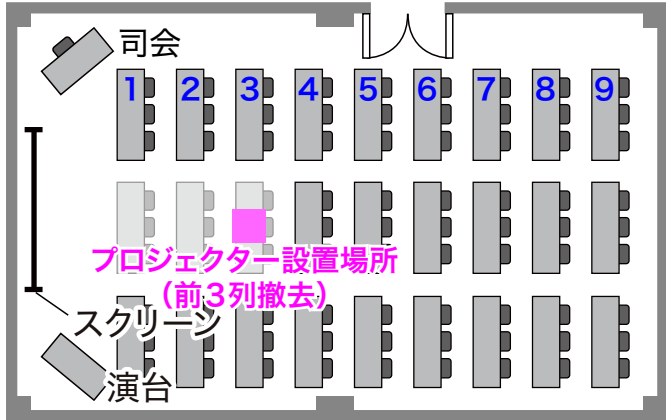 司会
1 2 3 4 5 6 7 8 9
プロジェクター設置場所
（前３列撤去）
スクリーン
演台